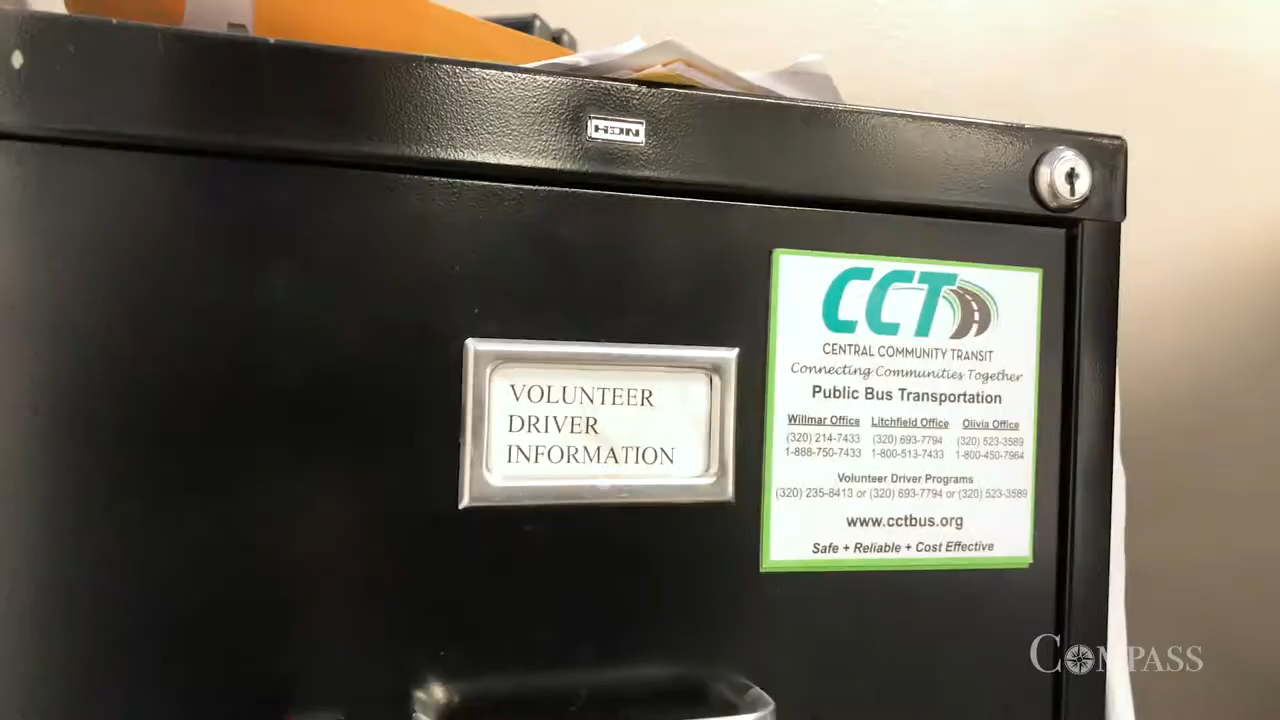 HON
VOLUNTEER
DRIVER
INFORMATION
CCT
CENTRAL COMMUNITY TRANSIT
Connecting Communities Together
Public Bus Transportation
Willmar Office Litchfield Office Olivia Office
(320) 214-7433 (320) 693-7794 (320) 523-3589
1-888-750-7433 1-800-513-7433 1-800-450-7964
Volunteer Driver Programs
(320) 235-8413 or (320) 693-7794 or (320) 523-3589
www.cctbus.org
Safe + Reliable + Cost Effective
COMPASS